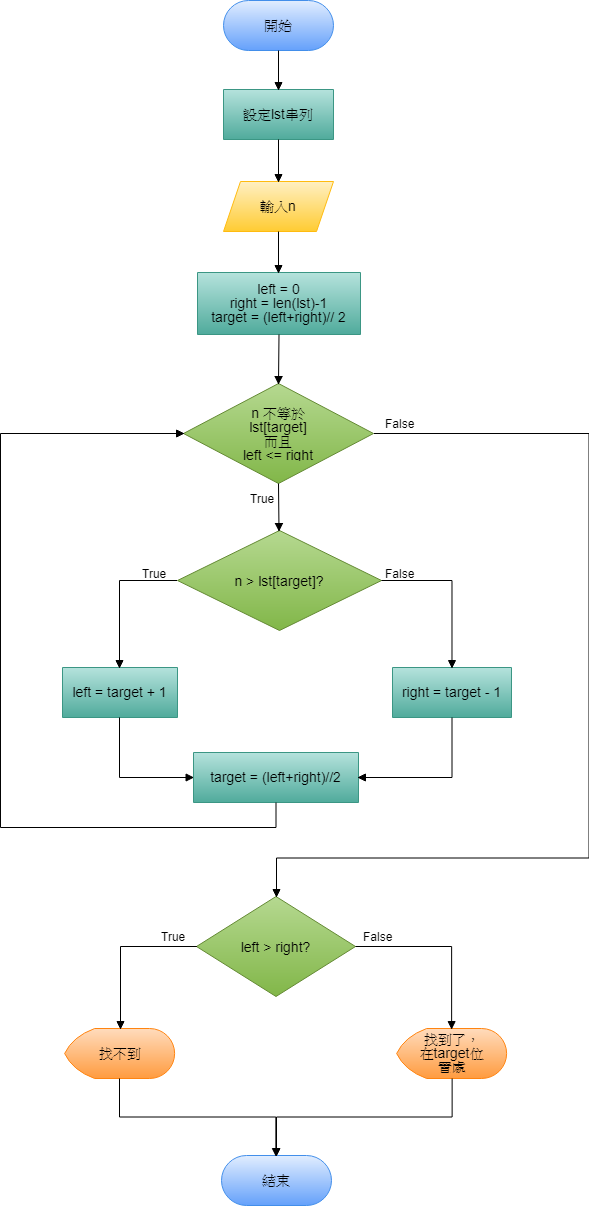 開始
設定lst串列
輸入n
left = 0
right = len(lst)-1
target = (left+right)// 2
n 不等於
lst[target]
而且
left <= right
False
True
n > lst[target]?
True
False
left = target + 1
right = target - 1
target = (left+right)//2
left > right?
True
False
找不到
找到了，
在target位
置處
結束